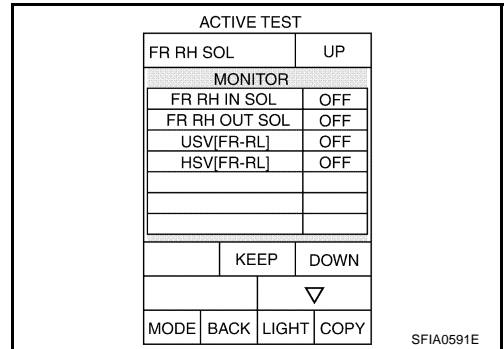 ACTIVE TEST
FR RH SOL UP
MONITOR
FR RH IN SOL OFF
FR RH OUT SOL OFF
USV[FR-RL] OFF
HSV[FR-RL] OFF
KEEP DOWN
MODE BACK LIGHT COPY
SFIA0591E